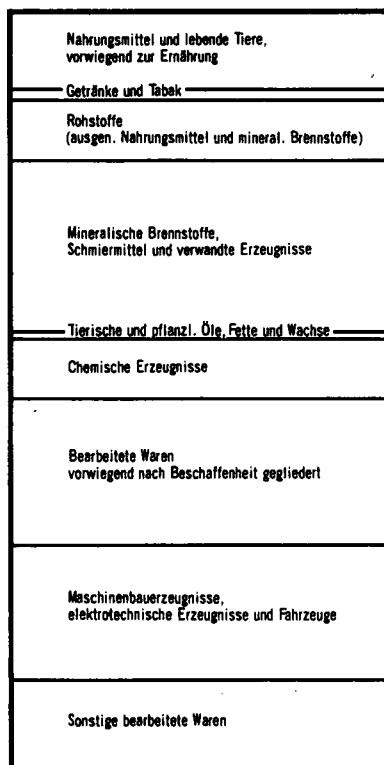 Nahrungsmittel und lebende Tiere,
vorwiegend zur Ernährung
Getränke und Tabak
Rohstoffe
(ausgen. Nahrungsmittel und mineral. Brennstoffe)
Mineralische Brennstoffe,
Schmiermittel und verwandte Erzeugnisse
Tierische und pflanzl. Öle, Fette und Wachse
Chemische Erzeugnisse
Bearbeitete Waren
vorwiegend nach Beschaffenheit gegliedert
Maschinenbauerzeugnisse,
elektrotechnische Erzeugnisse und Fahrzeuge
Sonstige bearbeitete Waren